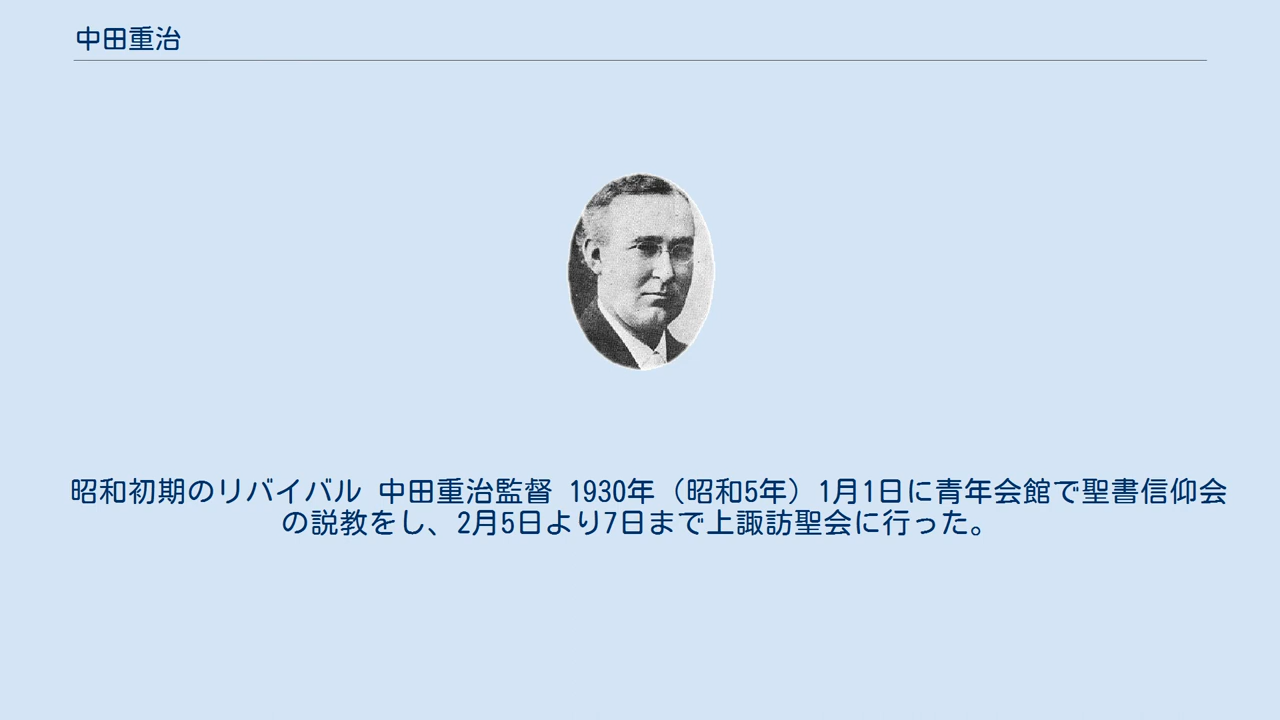 中田重治
昭和初期のリバイバル 中田重治監督 1930年（昭和5年）1月1日に青年会館で聖書信仰会
の説教をし、2月5日より7日まで上諏訪聖会に行った。